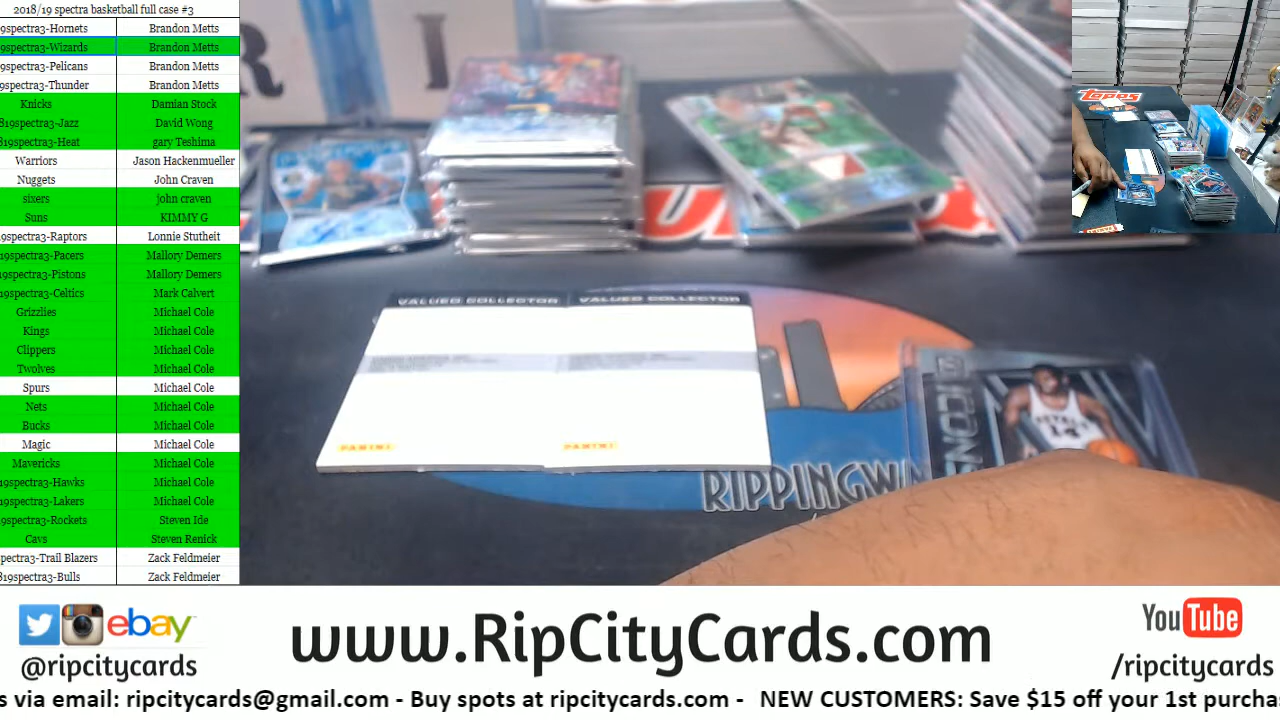 2018/19 spectra basketball full case #3
9spectra3-Hornets Brandon Metts
9spectra3-Wizards Brandon Metts
9spectra3-Pelicans Brandon Metts
9spectra3-Thunder Brandon Metts
Knicks Damian Stock
819spectra3-Jazz David Wong
819spectra3-Heat gary Teshima
Warriors Jason Hackenmueller
Nuggets John Craven
sixers john craven
Suns KIMMY G
9spectra3-Raptors Lonnie Stutheit
19spectra3-Pacers Mallory Demers
19spectra3-Pistons Mallory Demers
19spectra3-Celtics Mark Calvert
Grizzlies Michael Cole
Kings Michael Cole
Clippers Michael Cole
Twolves Michael Cole
Spurs Michael Cole
Nets Michael Cole
Bucks Michael Cole
Magic Michael Cole
Mavericks Michael Cole
19spectra3-Hawks Michael Cole
19spectra3-Lakers Michael Cole
9spectra3-Rockets Steven Ide
Cavs Steven Renick
spectra3-Trail Blazers Zack Feldmeier
819spectra3-Bulls Zack Feldmeier
Topps
VALUED COLLECTOR VALUED COLLECTOR
PANINI PANINI
RIPPINGWI
ICON
14
ebay
@ripcitycards
www.RipCityCards.com
YouTube
/ripcitycards
s via email: ripcitycards@gmail.com - Buy spots at ripcitycards.com - NEW CUSTOMERS: Save $15 off your 1st purcha